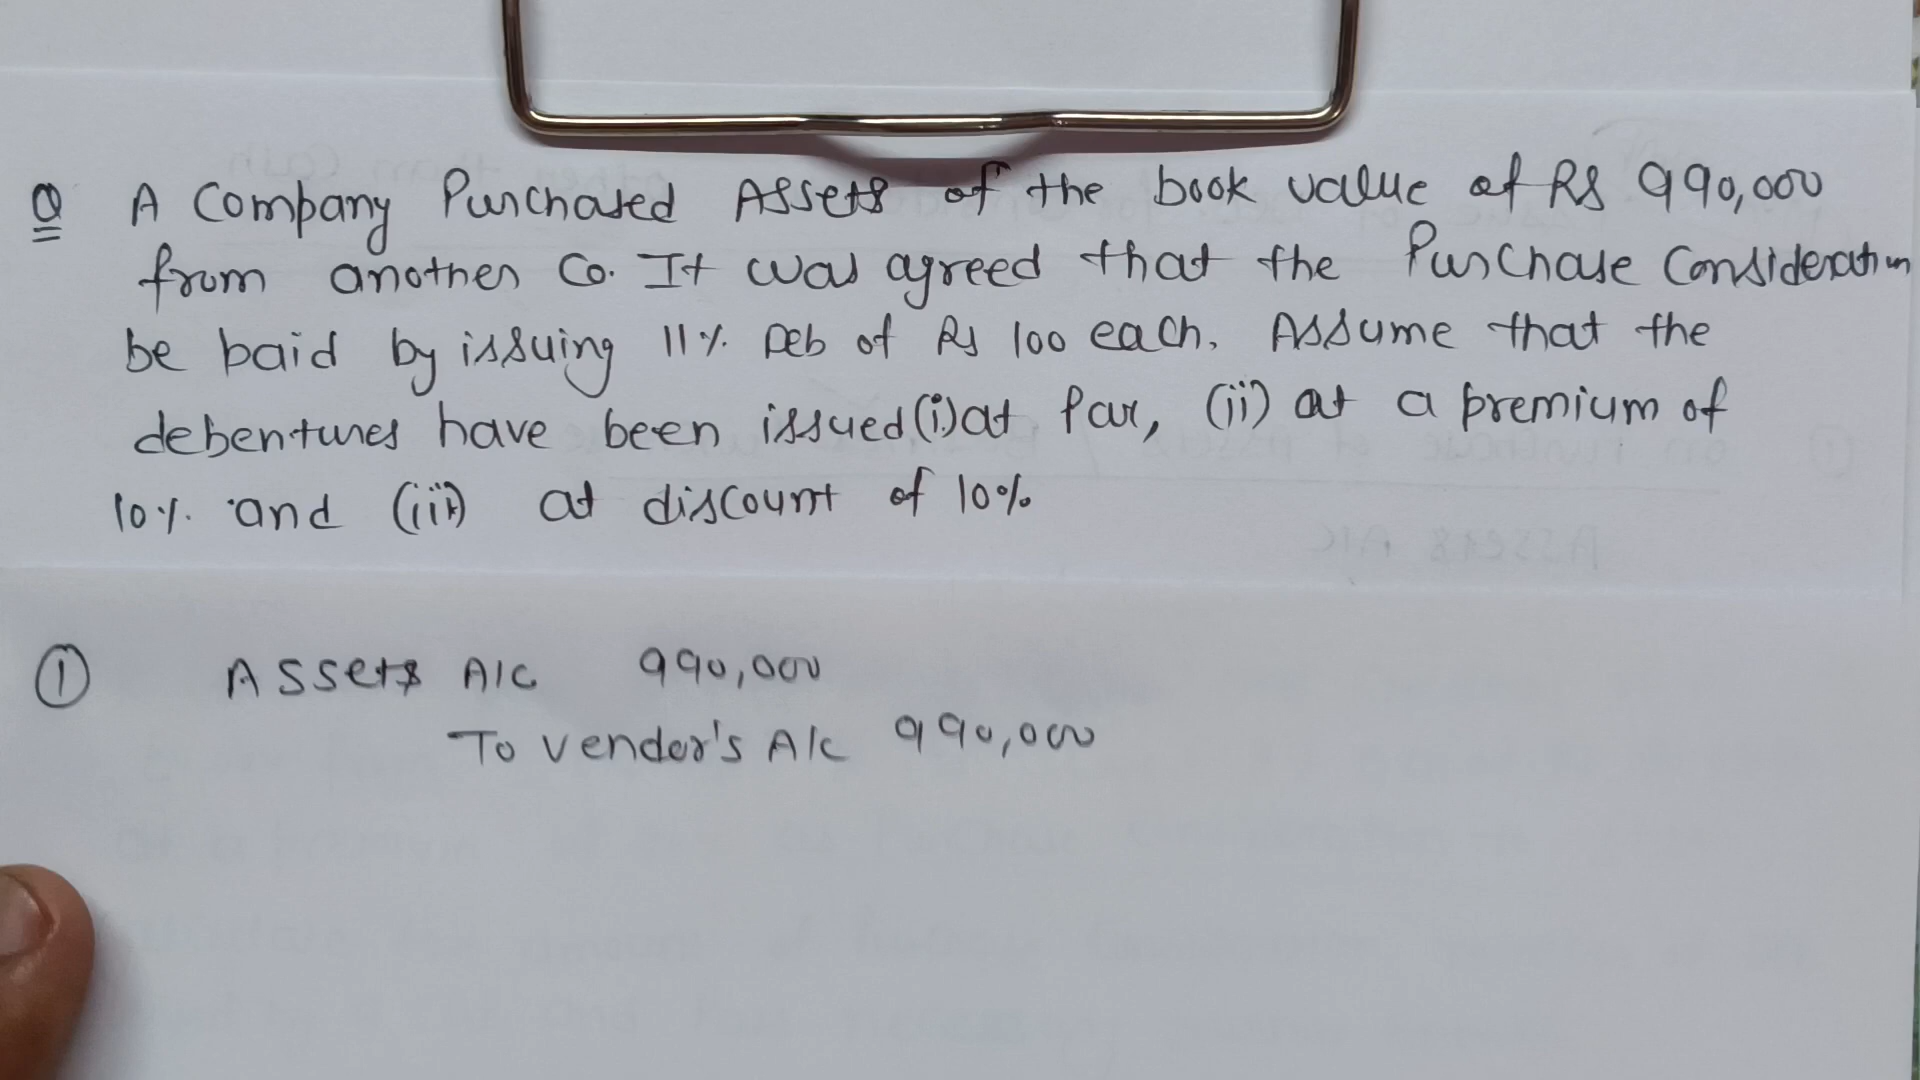 Q A Company Purchased Assets of the book value of RS 990,000
from another Co. It was agreed that the Purchase Consideration
be paid by issuing 11% Deb of Rs 100 each. Assume that the
debentures have been issued (i) at Par, (ii) at a premium of
10% and (iii) at discount of 10%
① Assets A/c 990,000
To vendor's A/c 990,000